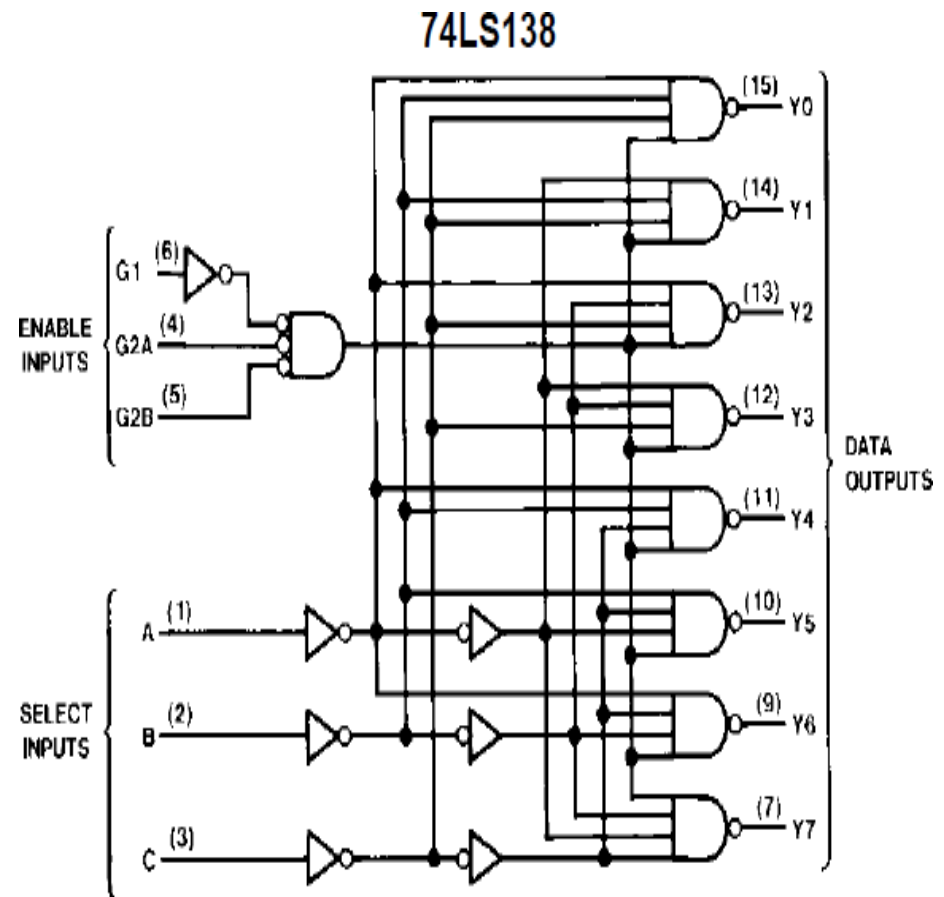 74LS138
(15) Y0
(14) Y1
(6)
G1
(13) Y2
ENABLE
INPUTS
(4)
G2A
(5)
G2B
(12) Y3
DATA
OUTPUTS
(11) Y4
(1)
A
(10) Y5
SELECT
INPUTS
(2)
B
(9) Y6
(3)
C
(7) Y7